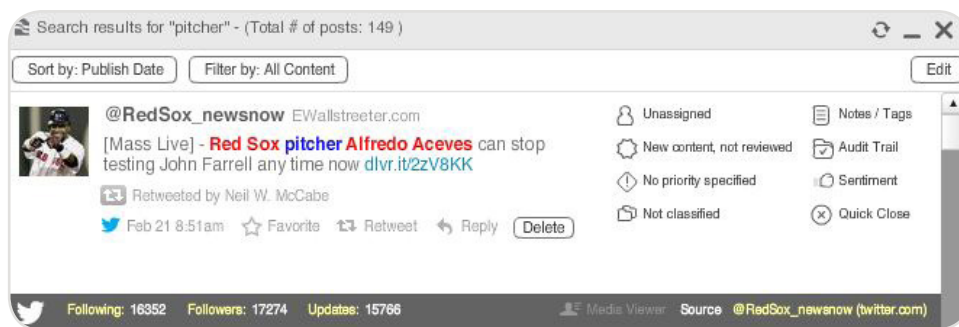 Search results for "pitcher" - (Total # of posts: 149 )
Sort by: Publish Date Filter by: All Content Edit
@RedSox_newsnow EWallstreeter.com
[Mass Live] - Red Sox pitcher Alfredo Aceves can stop
testing John Farrell any time now dlvr.it/2zV8KK
Retweeted by Neil W. McCabe
Feb 21 8:51am Favorite Retweet Reply Delete
Unassigned Notes / Tags
New content, not reviewed Audit Trail
No priority specified Sentiment
Not classified Quick Close
Following: 16352 Followers: 17274 Updates: 15766 Media Viewer Source @RedSox_newsnow (twitter.com)